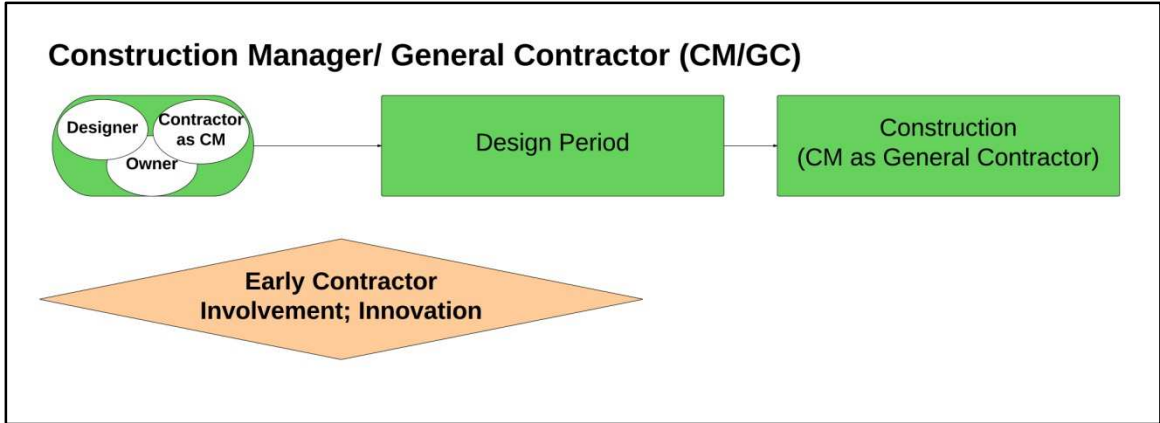 Construction Manager/ General Contractor (CM/GC)
Designer
Contractor
as CM
Owner
Design Period
Construction
(CM as General Contractor)
Early Contractor
Involvement; Innovation